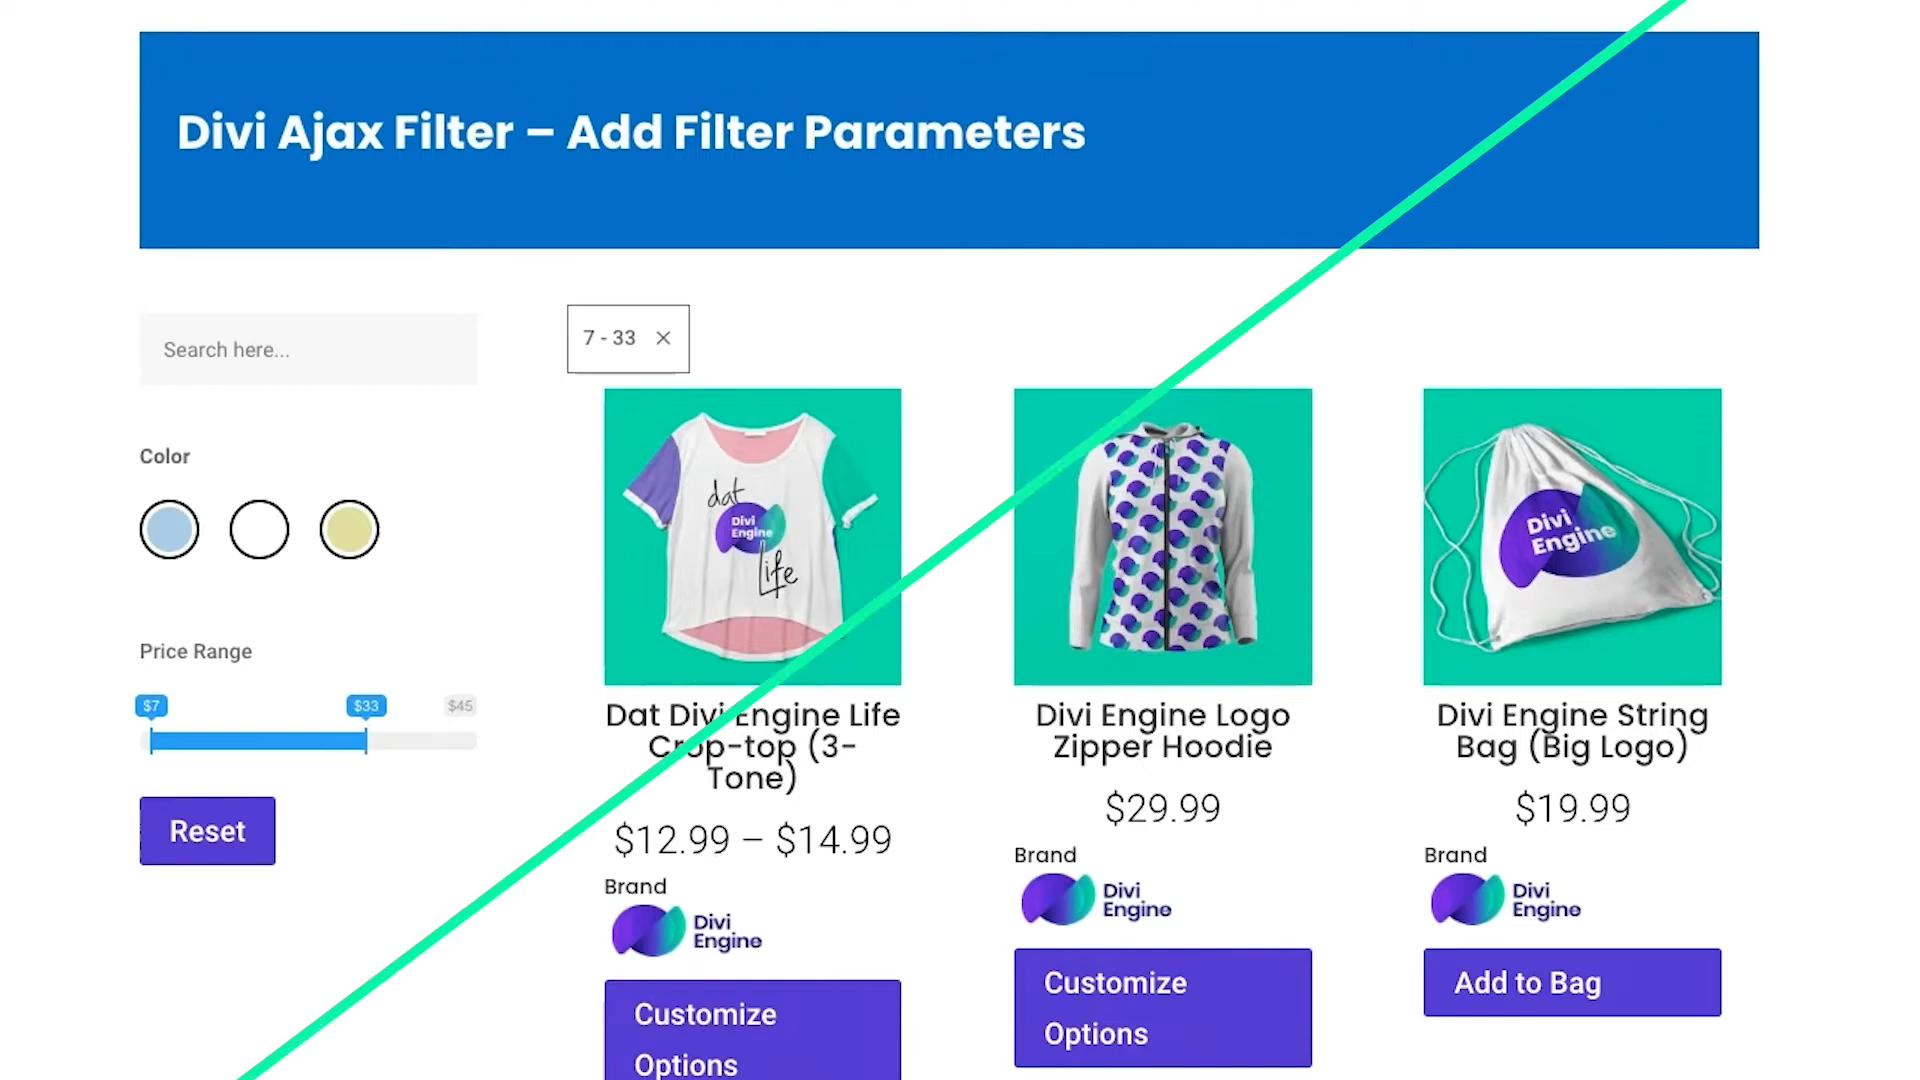 Divi Ajax Filter – Add Filter Parameters
Search here...
7 - 33 ×
Color
Price Range
$7
$33
$45
Reset
dat
Divi
Engine
Life
Dat Divi Engine Life
Crop-top (3-
Tone)
$12.99 – $14.99
Brand
Divi
Engine
Customize
Options
Divi Engine Logo
Zipper Hoodie
$29.99
Brand
Divi
Engine
Customize
Options
Divi
Engine
Divi Engine String
Bag (Big Logo)
$19.99
Brand
Divi
Engine
Add to Bag